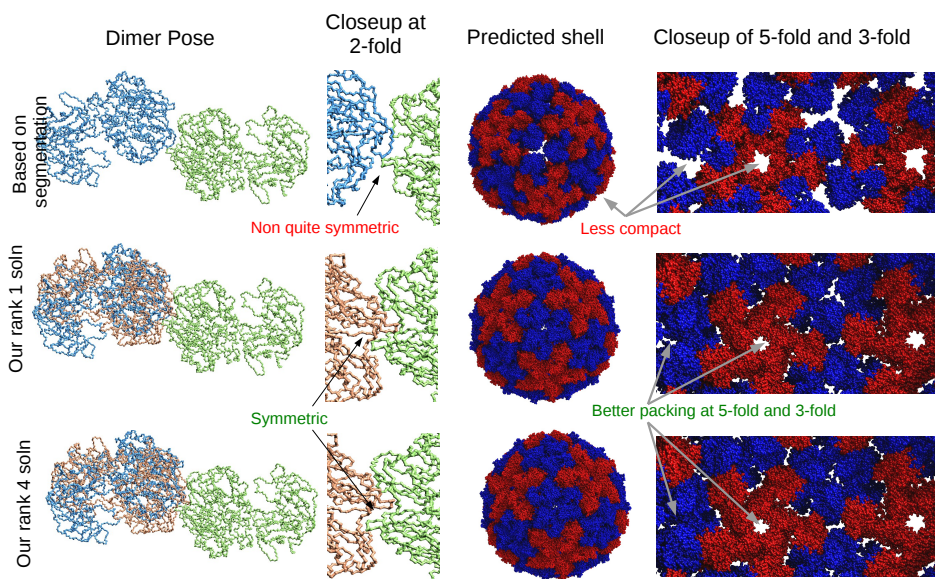 Dimer Pose
Closeup at
2-fold
Predicted shell
Closeup of 5-fold and 3-fold
Based on
segmentation
Non quite symmetric
Less compact
Our rank 1 soln
Symmetric
Better packing at 5-fold and 3-fold
Our rank 4 soln